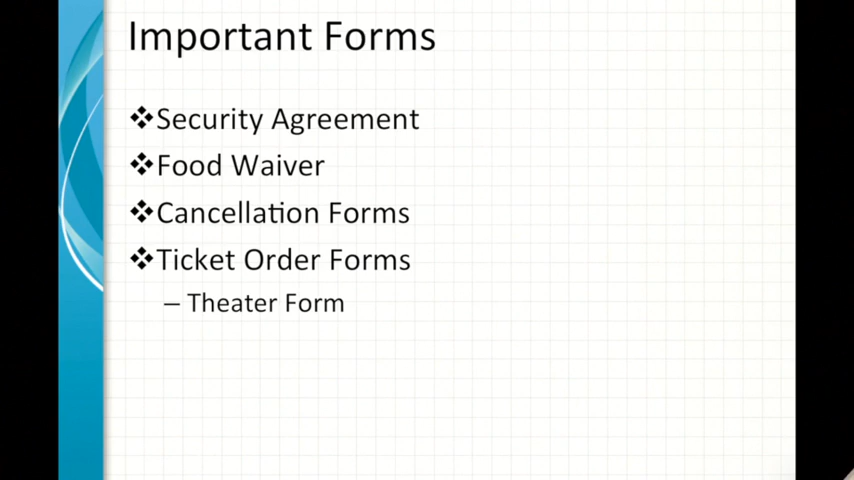 Important Forms
❖Security Agreement
❖Food Waiver
❖Cancellation Forms
❖Ticket Order Forms
– Theater Form